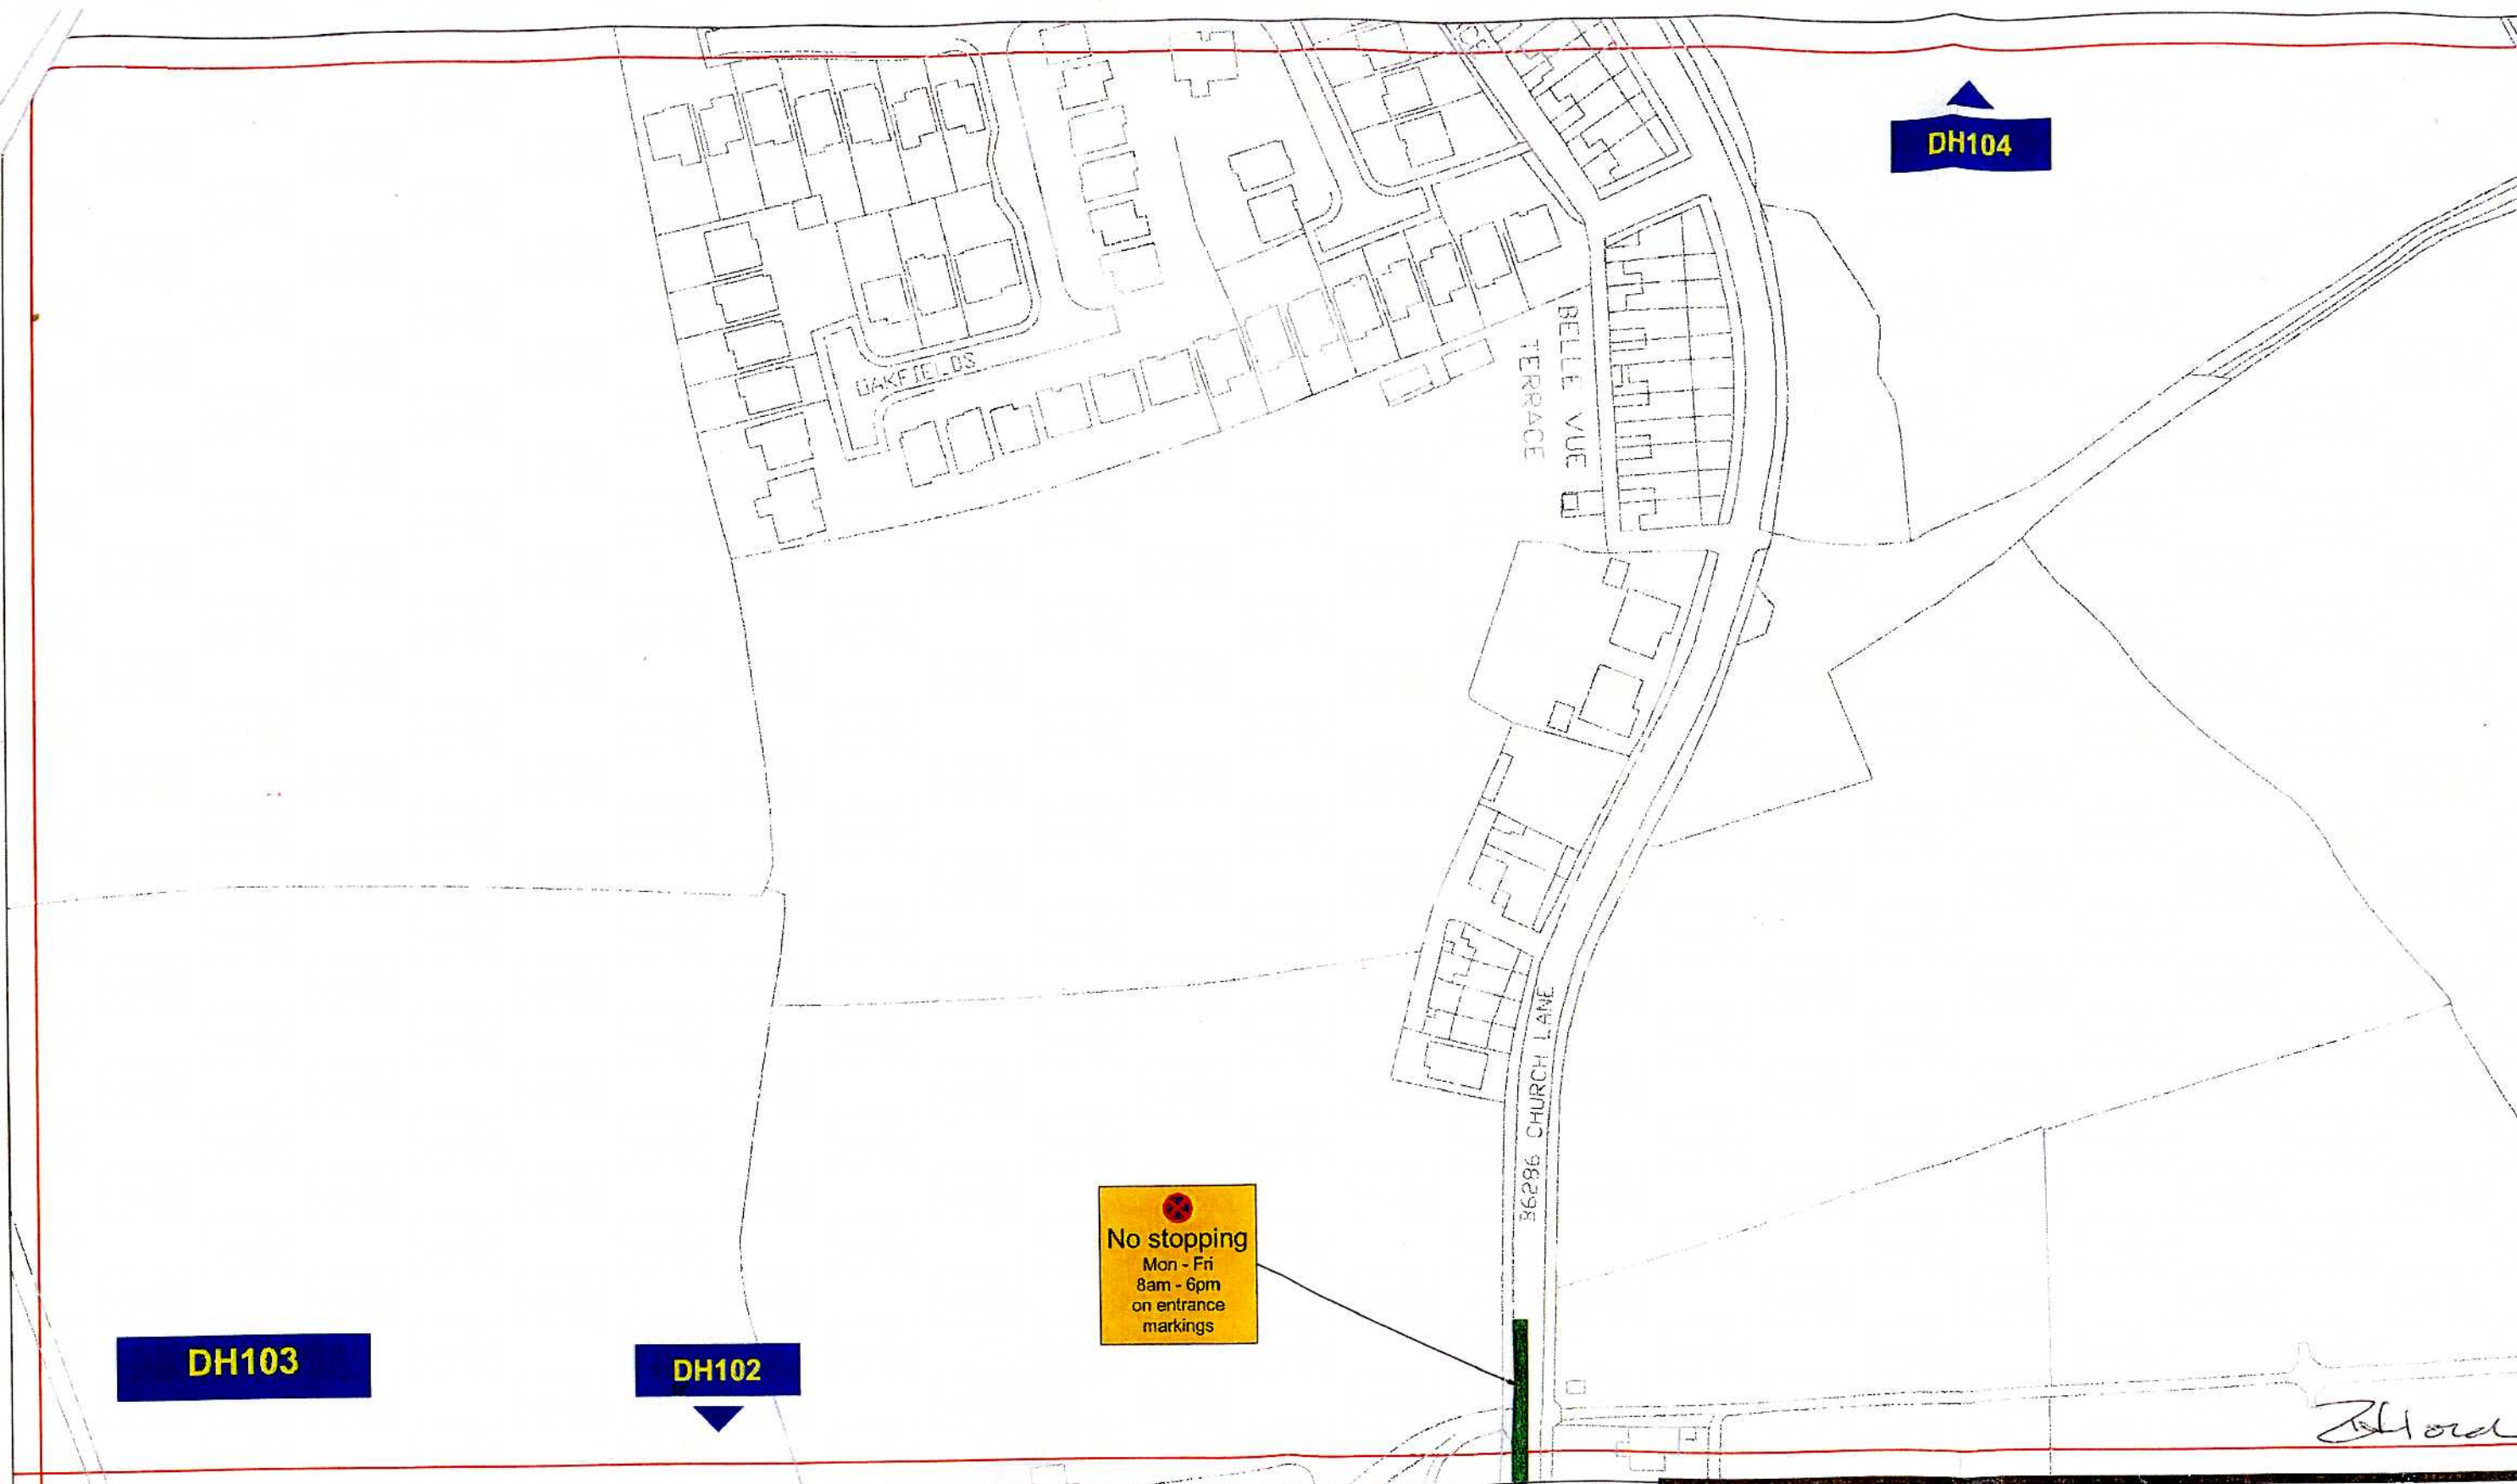 DH104
OAKFIELDS
BELLE VUE
TERRACE
B6286 CHURCH LANE
No stopping
Mon - Fri
8am - 6pm
on entrance
markings
DH103
DH102